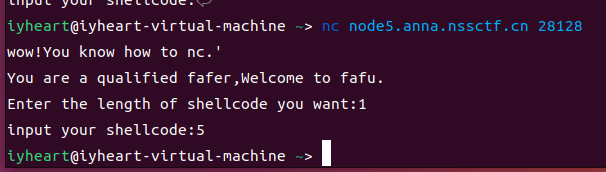 input your shellcode:
iyheart@iyheart-virtual-machine ~> nc node5.anna.nssctf.cn 28128
wow!You know how to nc.'
You are a qualified fafer,Welcome to fafu.
Enter the length of shellcode you want:1
input your shellcode:5
iyheart@iyheart-virtual-machine ~>